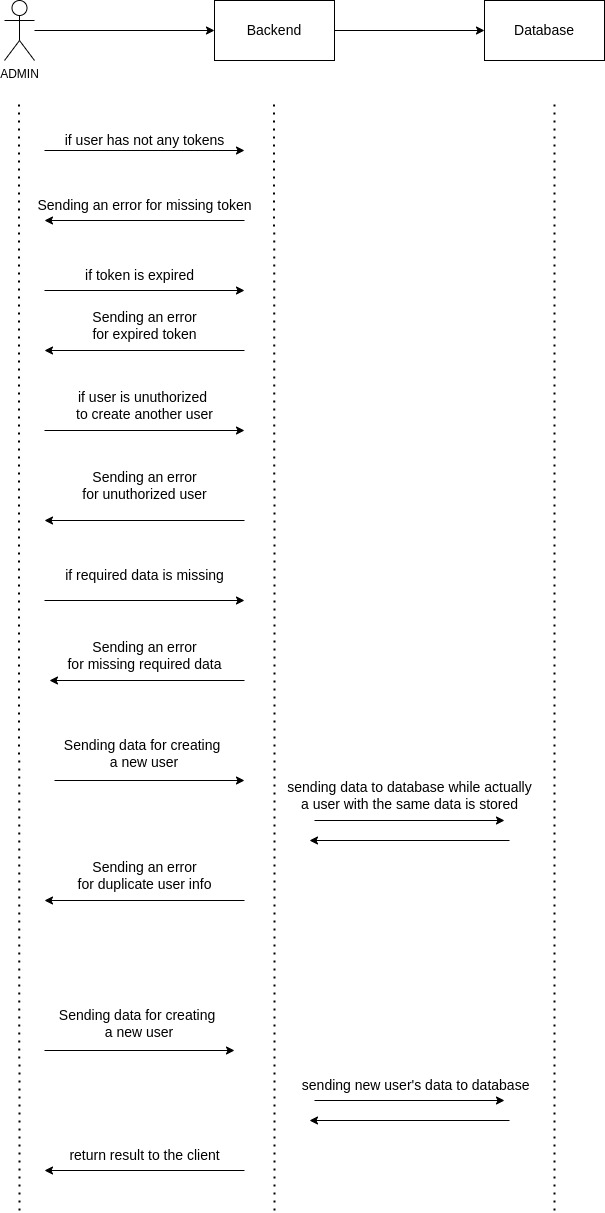 Backend
Database
ADMIN
if user has not any tokens
Sending an error for missing token
if token is expired
Sending an error
for expired token
if user is unuthorized
to create another user
Sending an error
for unuthorized user
if required data is missing
Sending an error
for missing required data
Sending data for creating
a new user
sending data to database while actually
a user with the same data is stored
Sending an error
for duplicate user info
Sending data for creating
a new user
sending new user's data to database
return result to the client